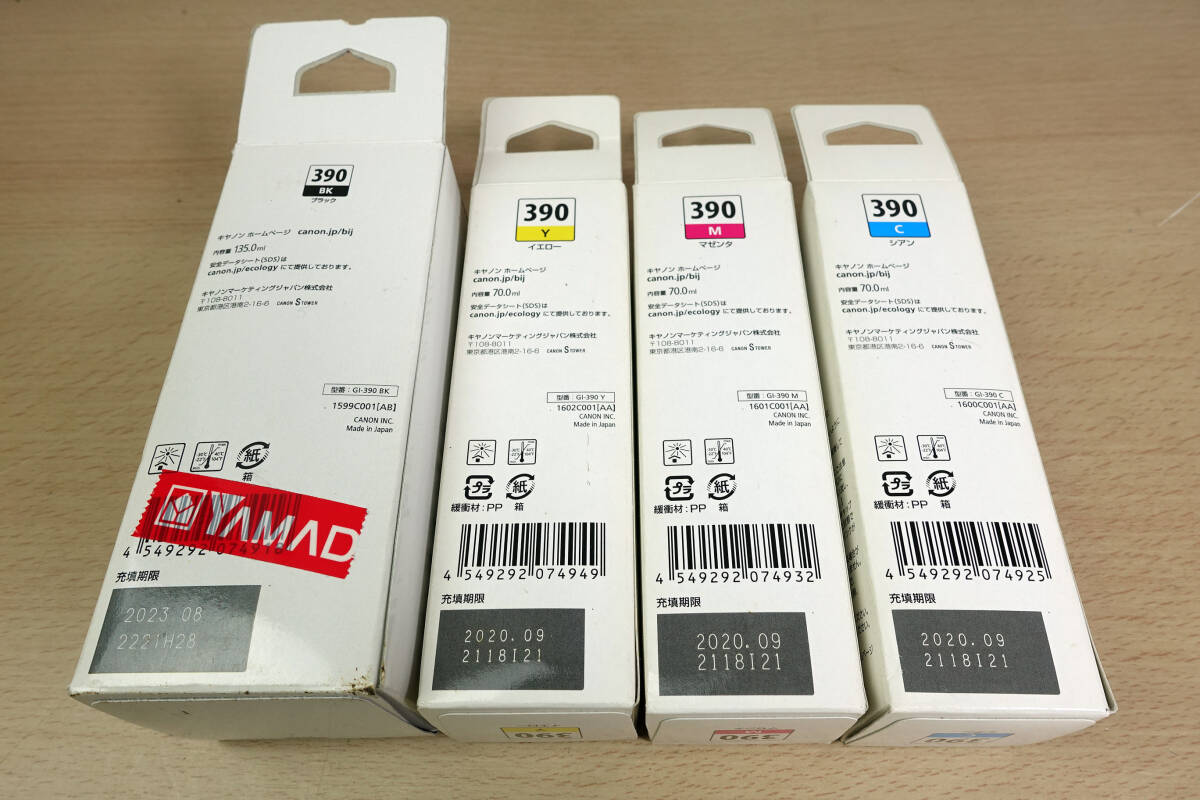 390
BK
ブラック
キヤノン ホームページ canon.jp/bij
内容量 135.0ml
安全データシート(SDS)は
canon.jp/ecology にて提供しております。
キヤノンマーケティングジャパン株式会社
〒108-8011
東京都港区港南2-16-6 CANON S TOWER
型番：GI-390 BK
1599C001[AB]
CANON INC.
Made in Japan
紙
箱
YAMAD
4 549292 074918
充填期限
2023.08
2221H28
390
Y
イエロー
キヤノン ホームページ
canon.jp/bij
内容量 70.0ml
安全データシート(SDS)は
canon.jp/ecology にて提供しております。
キヤノンマーケティングジャパン株式会社
〒108-8011
東京都港区港南2-16-6 CANON S TOWER
型番：GI-390 Y
1602C001[AA]
CANON INC.
Made in Japan
プラ 紙
緩衝材：PP 箱
4 549292 074949
充填期限
2020.09
2118I21
390
Y
390
M
マゼンタ
キヤノン ホームページ
canon.jp/bij
内容量 70.0ml
安全データシート(SDS)は
canon.jp/ecology にて提供しております。
キヤノンマーケティングジャパン株式会社
〒108-8011
東京都港区港南2-16-6 CANON S TOWER
型番：GI-390 M
1601C001[AA]
CANON INC.
Made in Japan
プラ 紙
緩衝材：PP 箱
4 549292 074932
充填期限
2020.09
2118I21
390
M
390
C
シアン
キヤノン ホームページ
canon.jp/bij
内容量 70.0ml
安全データシート(SDS)は
canon.jp/ecology にて提供しております。
キヤノンマーケティングジャパン株式会社
〒108-8011
東京都港区港南2-16-6 CANON S TOWER
型番：GI-390 C
1600C001[AA]
CANON INC.
Made in Japan
プラ 紙
緩衝材：PP 箱
4 549292 074925
充填期限
2020.09
2118I21
390